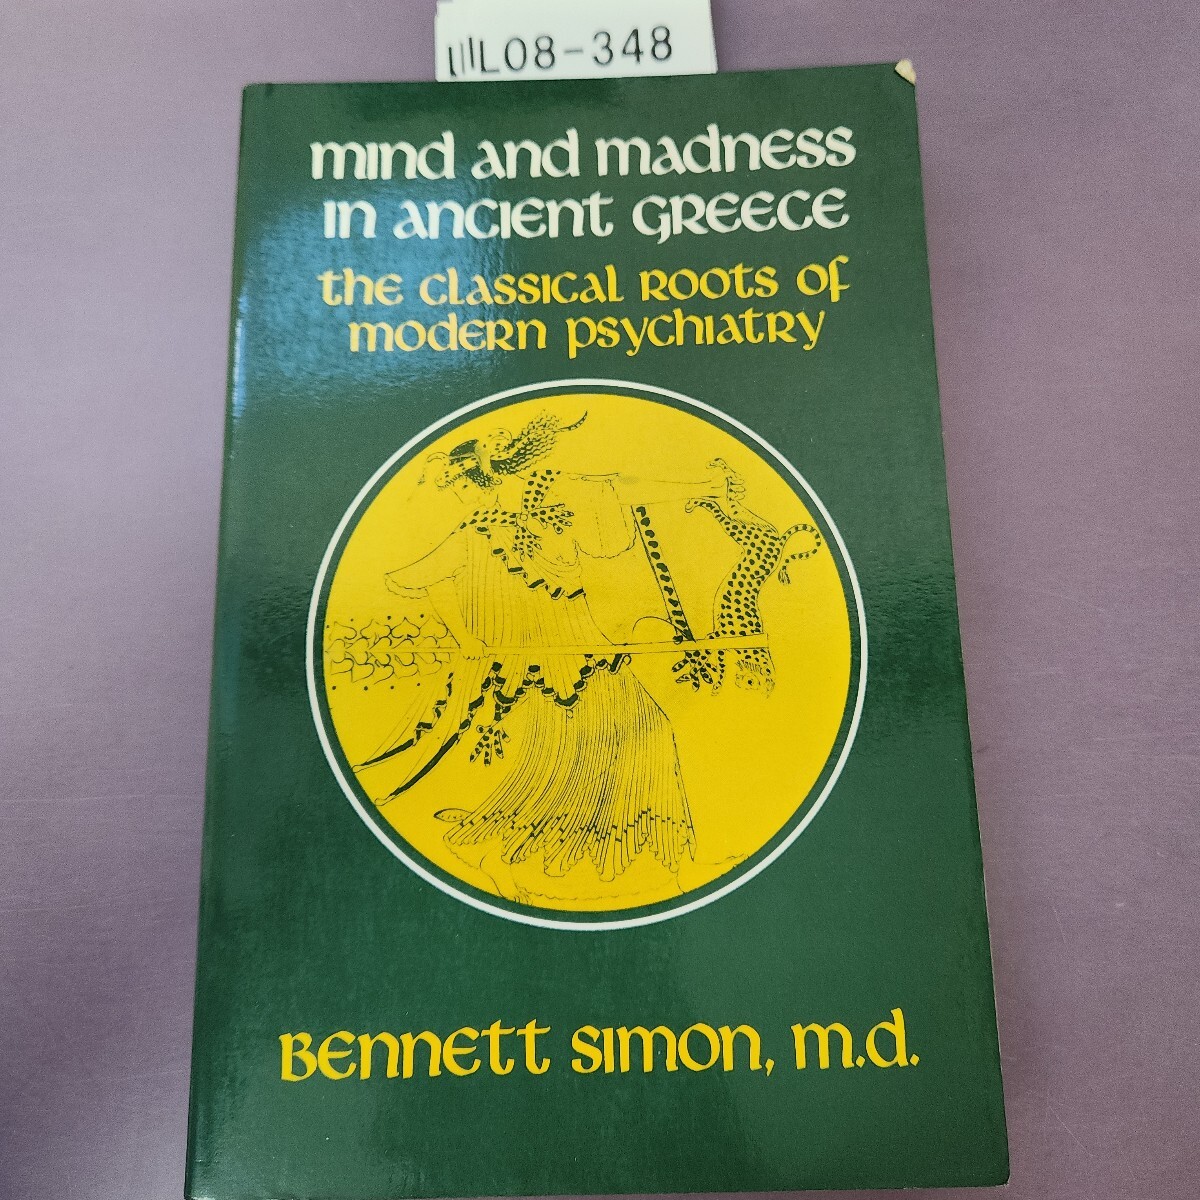 L08-348
mind and madness
in ancient Greece
the classical roots of
modern psychiatry
Bennett Simon, m.d.